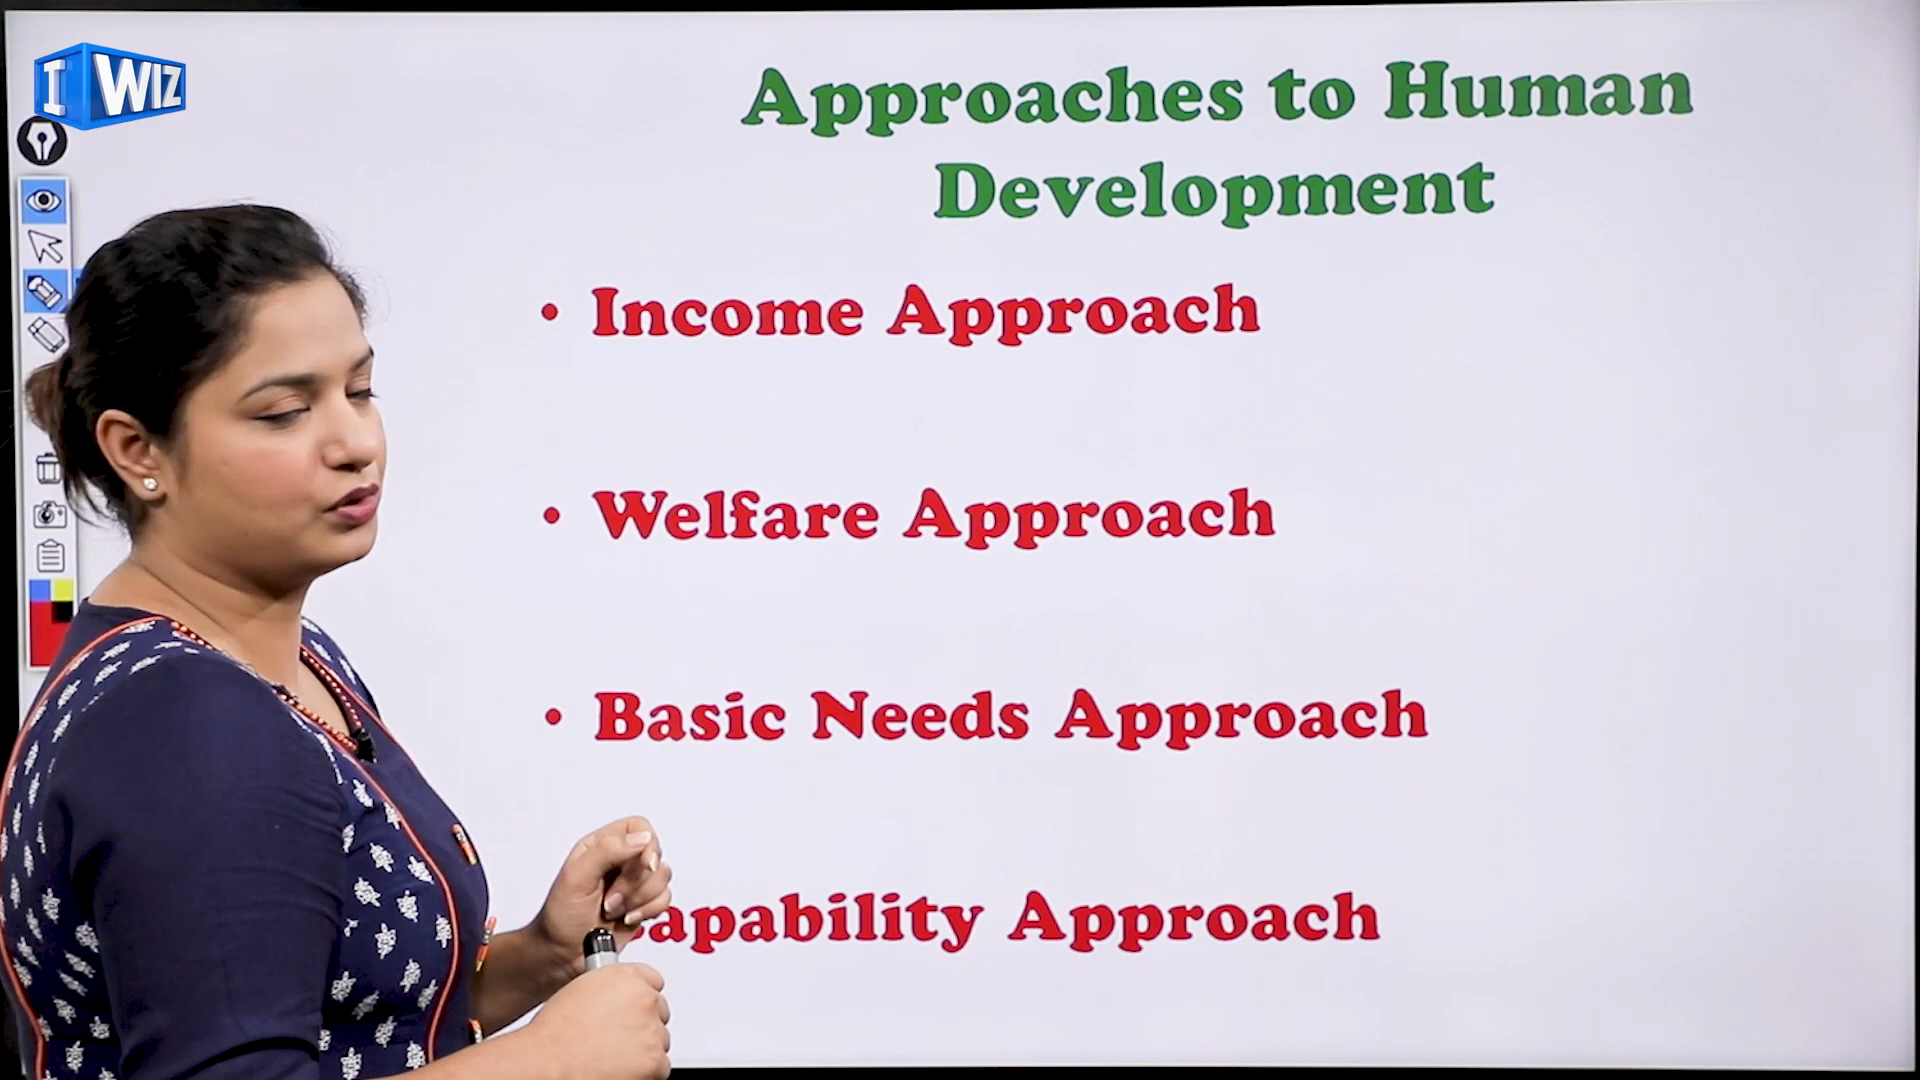 I WIZ
Approaches to Human
Development
• Income Approach
• Welfare Approach
• Basic Needs Approach
apability Approach